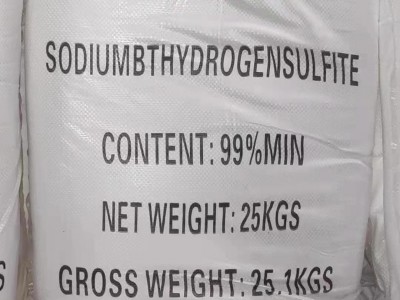 SODIUMBTHYDROGENSULFITE
CONTENT: 99%MIN
NET WEIGHT: 25KGS
GROSS WEIGHT: 25.1KGS
S